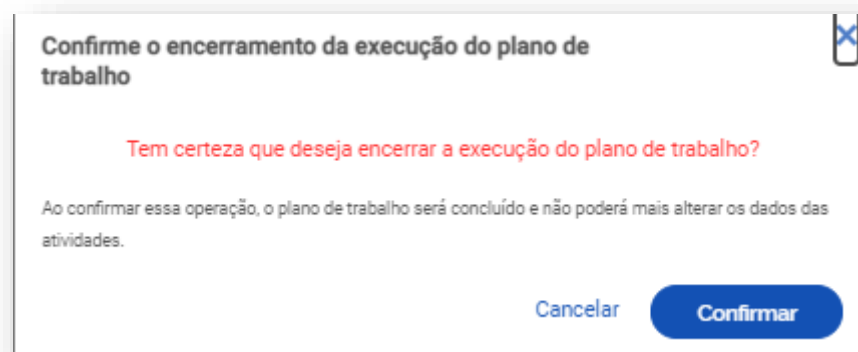 Confirme o encerramento da execução do plano de
trabalho
Tem certeza que deseja encerrar a execução do plano de trabalho?
Ao confirmar essa operação, o plano de trabalho será concluído e não poderá mais alterar os dados das
atividades.
Cancelar
Confirmar